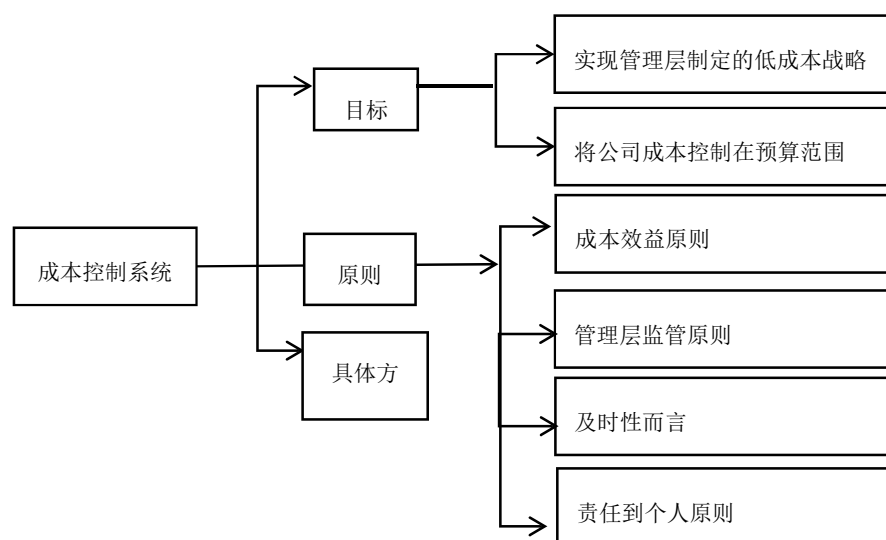 成本控制系统
目标
实现管理层制定的低成本战略
将公司成本控制在预算范围
原则
成本效益原则
管理层监管原则
及时性而言
责任到个人原则
具体方